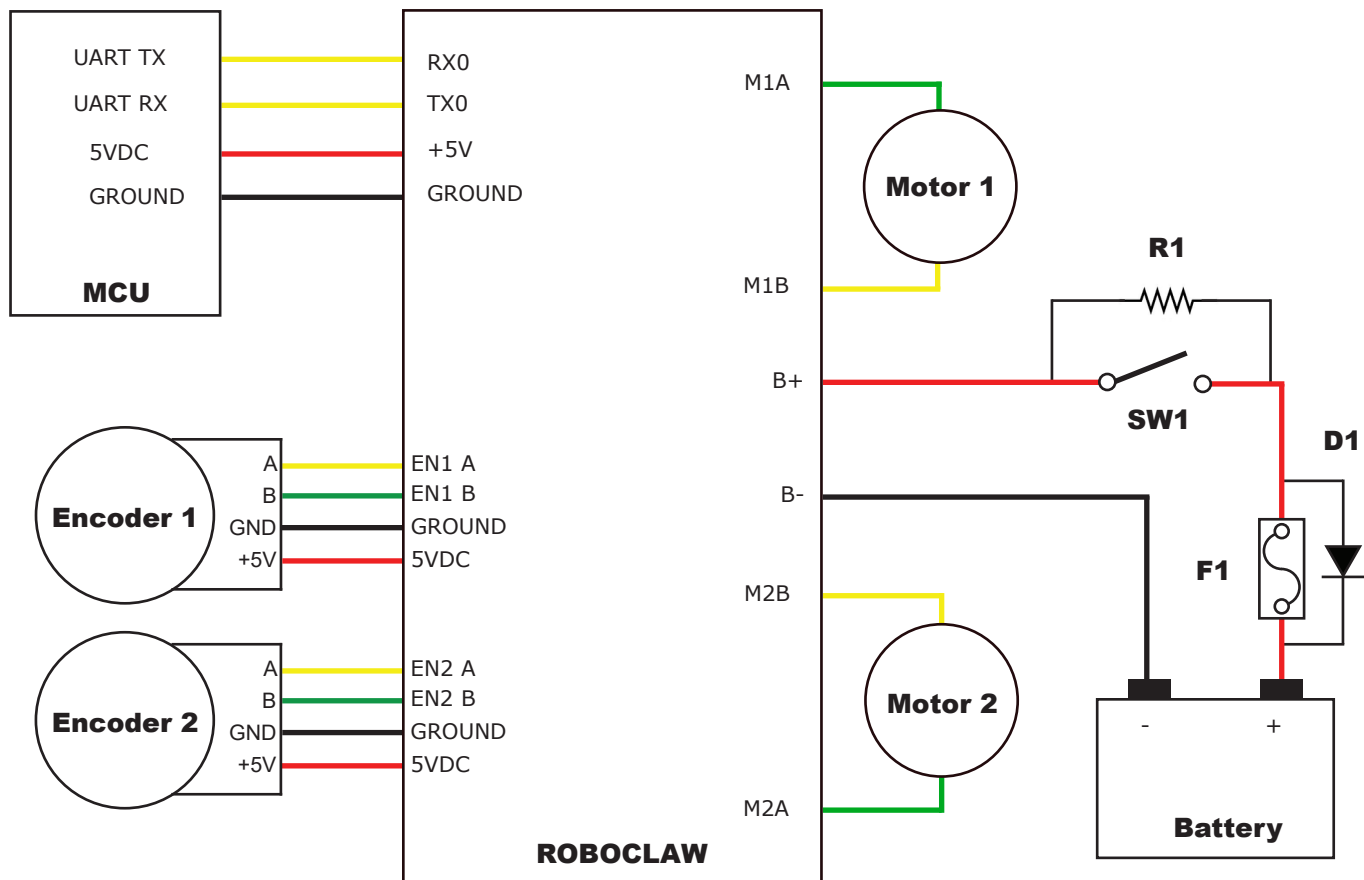 UART TX
UART RX
5VDC
GROUND
MCU
RX0
TX0
+5V
GROUND
M1A
Motor 1
M1B
R1
B+
SW1
D1
B-
F1
Encoder 1
A
B
GND
+5V
EN1 A
EN1 B
GROUND
5VDC
Encoder 2
A
B
GND
+5V
EN2 A
EN2 B
GROUND
5VDC
M2B
Motor 2
M2A
- +
Battery
ROBOCLAW